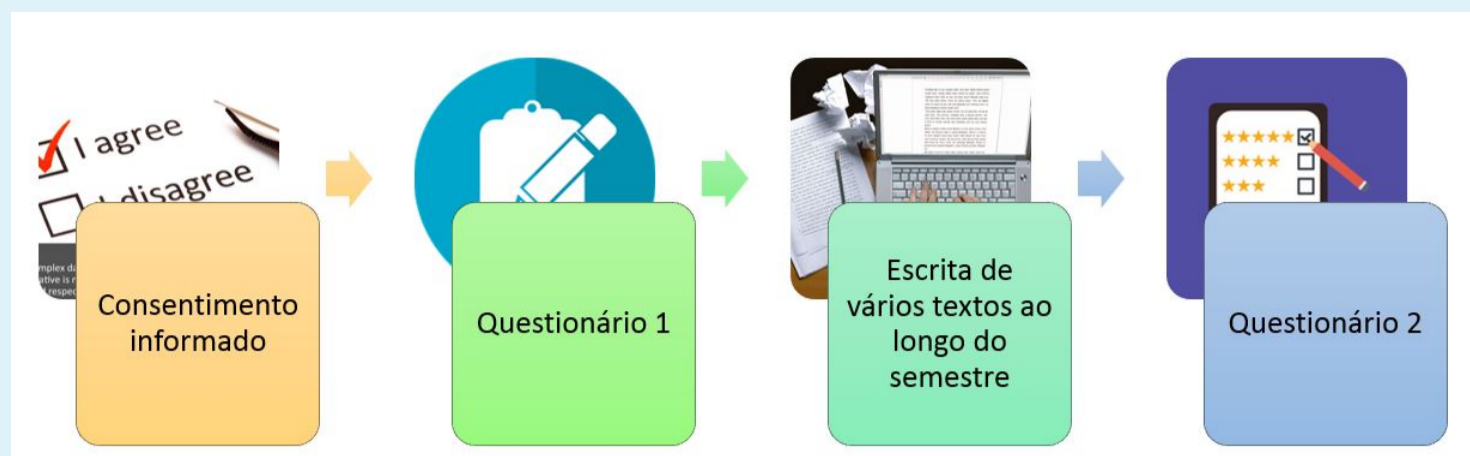 I agree
I disagree
Consentimento
informado
Questionário 1
Escrita de
vários textos ao
longo do
semestre
Questionário 2